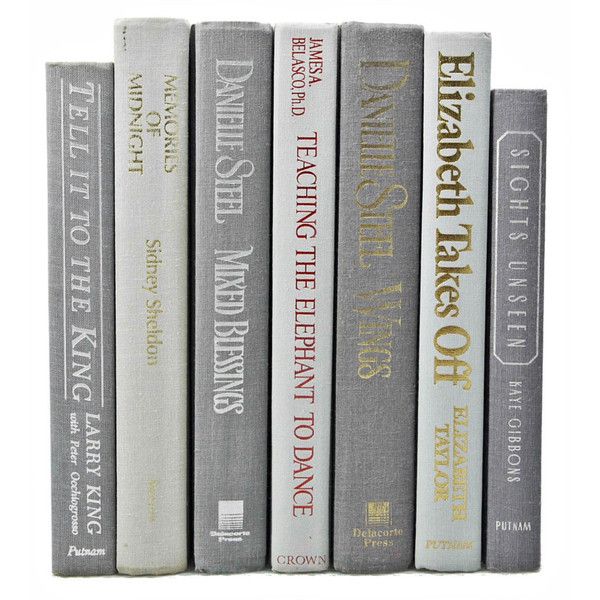 TELL IT TO THE KING
LARRY KING
with Peter Occhiogrosso
Putnam
MEMORIES
OF
MIDNIGHT
Sidney Sheldon
DANIELLE STEEL
MIXED BLESSINGS
Delacorte
Press
JAMES A.
BELASCO, Ph.D.
TEACHING THE ELEPHANT TO DANCE
CROWN
DANIELLE STEEL
WINGS
Delacorte
Press
Elizabeth Takes Off
ELIZABETH
TAYLOR
PUTNAM
SIGHTS UNSEEN
KAYE GIBBONS
PUTNAM